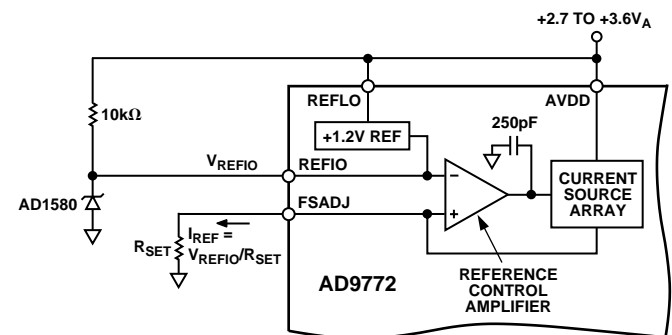 +2.7 TO +3.6V_A
REFLO
AVDD
10kΩ
+1.2V REF
250pF
V_REFIO
REFIO
AD1580
FSADJ
−
+
CURRENT
SOURCE
ARRAY
R_SET
I_REF =
V_REFIO/R_SET
AD9772
REFERENCE
CONTROL
AMPLIFIER